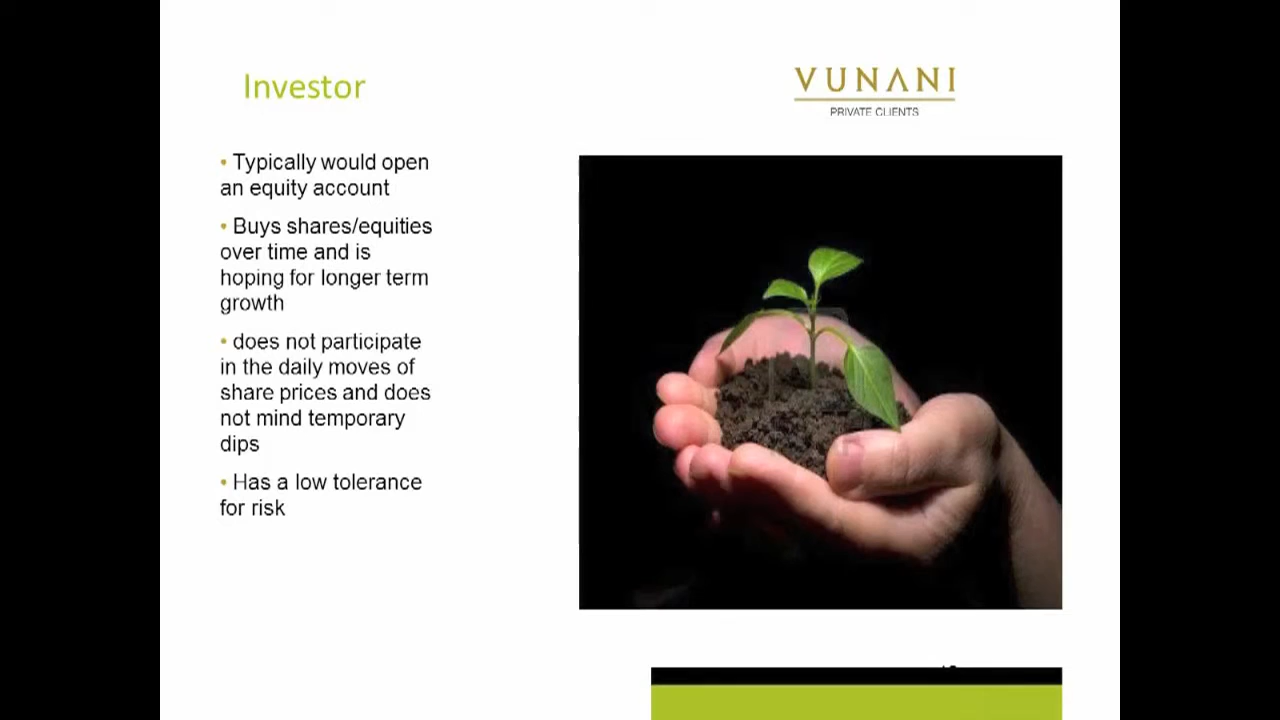 Investor
VUNANI
PRIVATE CLIENTS
• Typically would open
an equity account
• Buys shares/equities
over time and is
hoping for longer term
growth
• does not participate
in the daily moves of
share prices and does
not mind temporary
dips
• Has a low tolerance
for risk